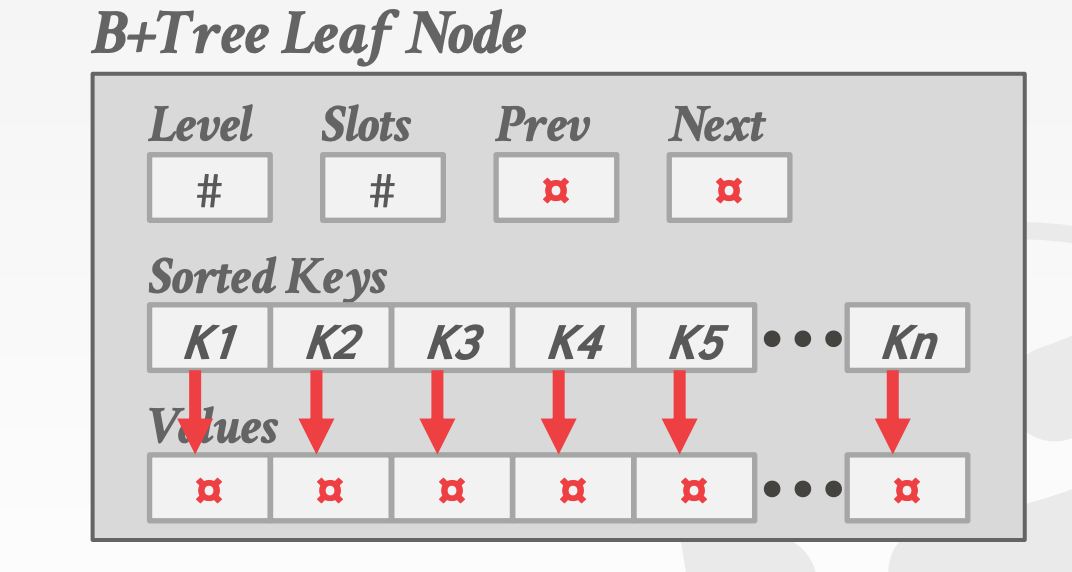 B+Tree Leaf Node
Level Slots Prev Next
# # ¤ ¤
Sorted Keys
K1 K2 K3 K4 K5 ••• Kn
Values
¤ ¤ ¤ ¤ ¤ ••• ¤